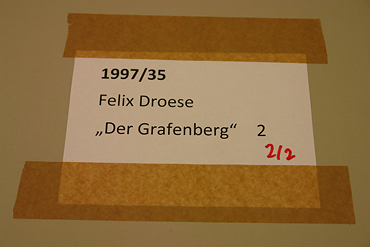 1997/35
Felix Droese
„Der Grafenberg“ 2
2/2